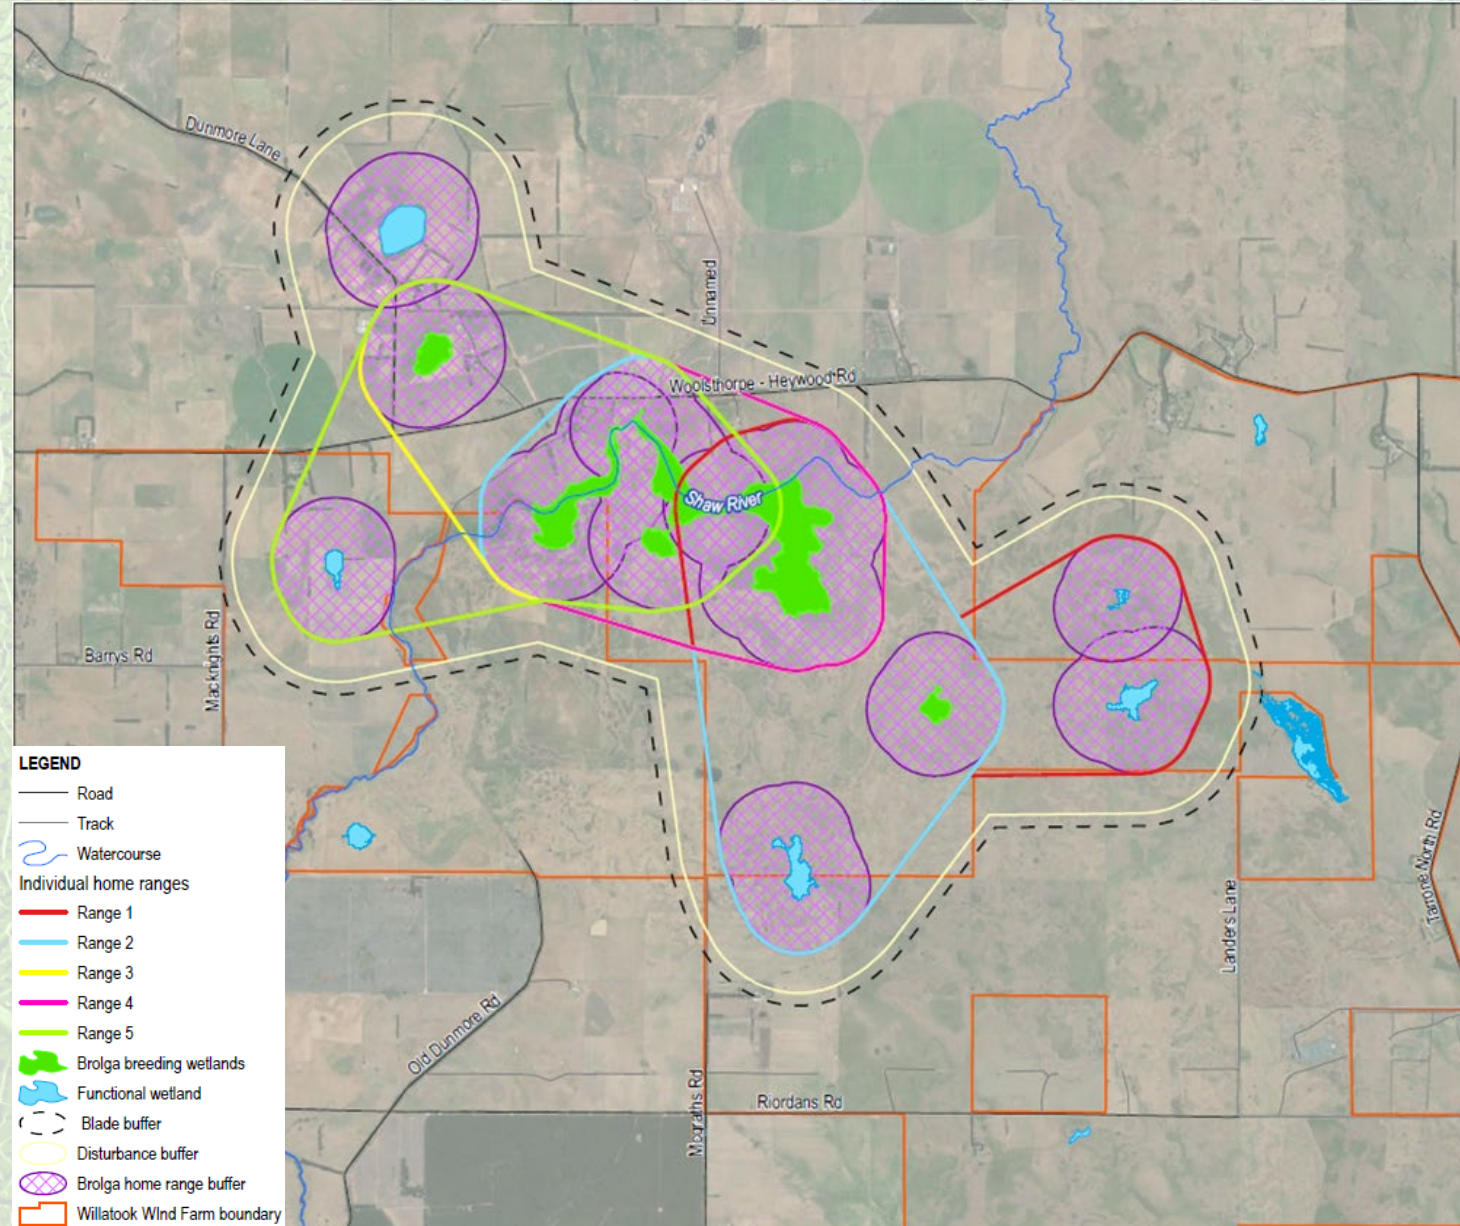 Dunmore Lane
Unnamed
Woolsthorpe - Heywood Rd
Shaw River
Macknights Rd
Barrys Rd
LEGEND
Road
Track
Watercourse
Individual home ranges
Range 1
Range 2
Range 3
Range 4
Range 5
Brolga breeding wetlands
Functional wetland
Blade buffer
Disturbance buffer
Brolga home range buffer
Willatook WInd Farm boundary
Old Dunmore Rd
Mcgraths Rd
Riordans Rd
Landers Lane
Tarrone North Rd